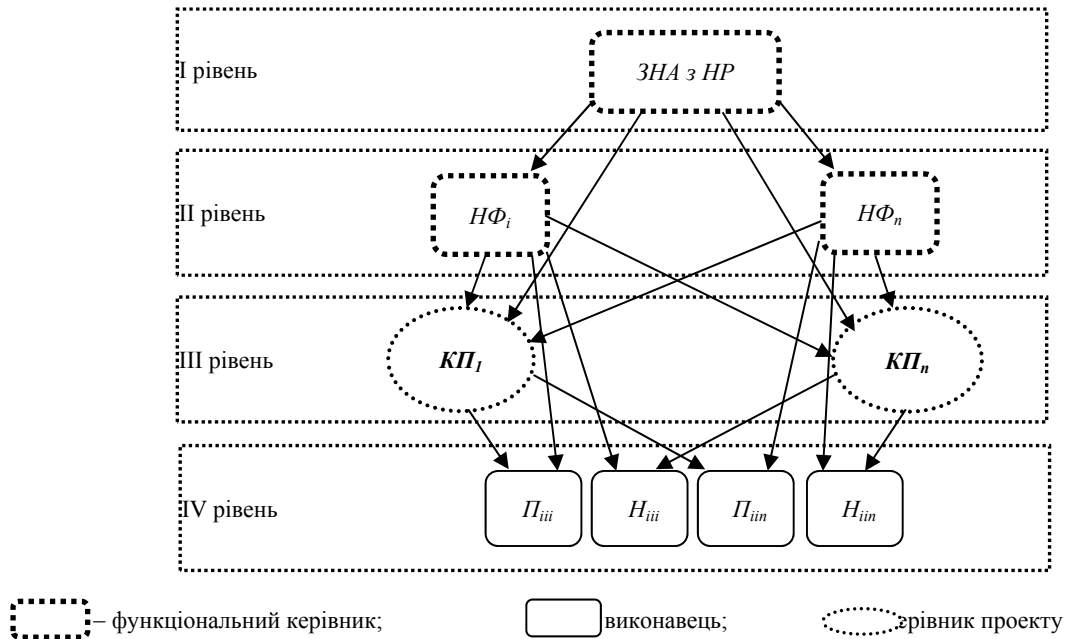 I рівень
ЗНА з НР
II рівень
НФi
НФn
III рівень
КП1
КПn
IV рівень
Пiii
Нiii
Пiin
Нiin
– функціональний керівник;
виконавець;
ерівник проекту